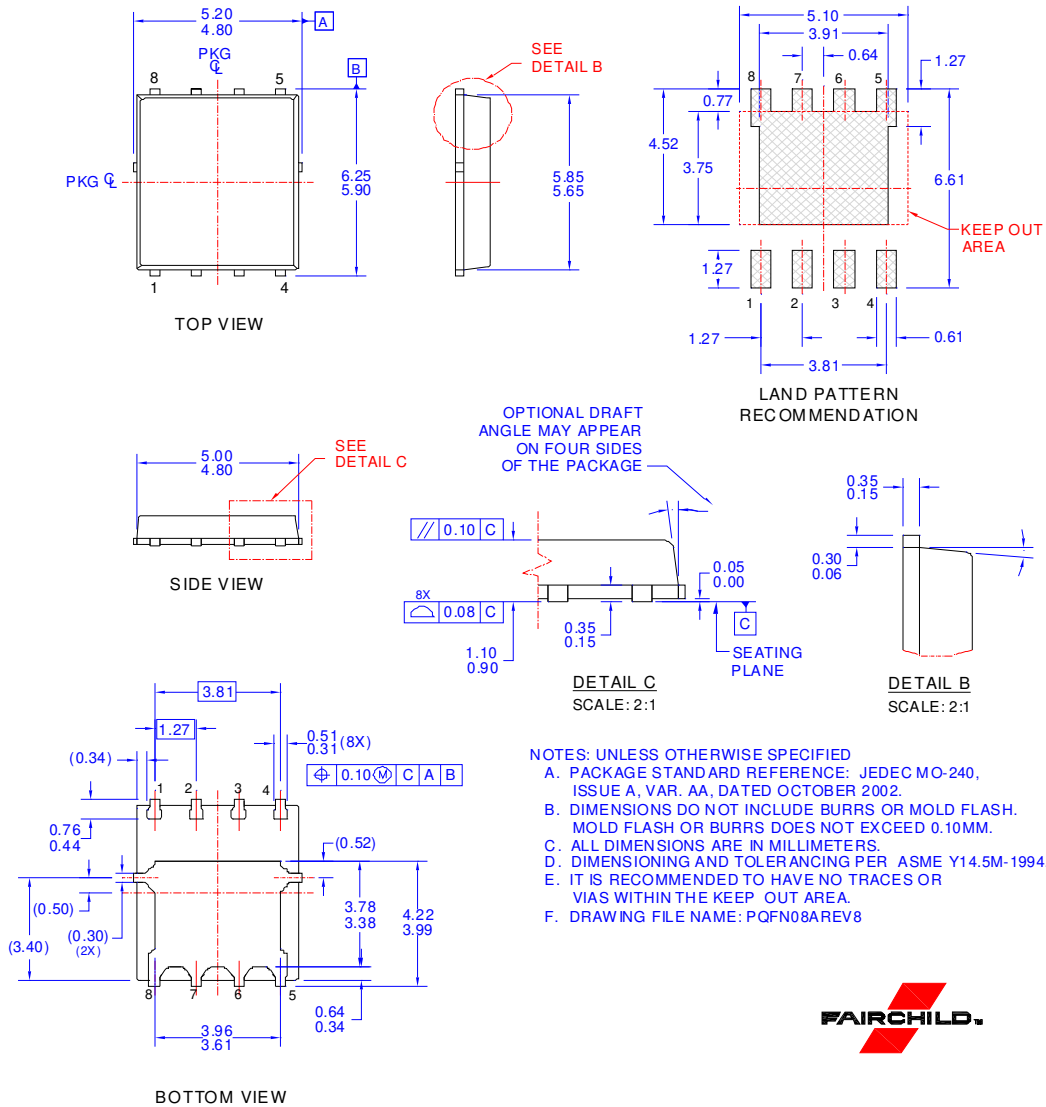 5.20
4.80
A
PKG
CL
B
8
5
PKG CL
6.25
5.90
1
4
TOP VIEW
SEE
DETAIL B
5.85
5.65
5.10
3.91
0.64
1.27
8
7
6
5
0.77
4.52
3.75
6.61
KEEP OUT
AREA
1.27
1
2
3
4
1.27
0.61
3.81
LAND PATTERN
RECOMMENDATION
5.00
4.80
SEE
DETAIL C
SIDE VIEW
OPTIONAL DRAFT
ANGLE MAY APPEAR
ON FOUR SIDES
OF THE PACKAGE
// 0.10 C
8X
⌓ 0.08 C
1.10
0.90
0.35
0.15
0.05
0.00
C
SEATING
PLANE
DETAIL C
SCALE: 2:1
0.35
0.15
0.30
0.06
DETAIL B
SCALE: 2:1
3.81
1.27
(0.34)
0.51
0.31 (8X)
⌖ 0.10 Ⓜ C A B
1
2
3
4
0.76
0.44
(0.52)
(0.50)
(0.30)
(2X)
(3.40)
3.78
3.38
4.22
3.99
8
7
6
5
0.64
0.34
3.96
3.61
BOTTOM VIEW
NOTES: UNLESS OTHERWISE SPECIFIED
A. PACKAGE STANDARD REFERENCE: JEDEC MO-240,
ISSUE A, VAR. AA, DATED OCTOBER 2002.
B. DIMENSIONS DO NOT INCLUDE BURRS OR MOLD FLASH.
MOLD FLASH OR BURRS DOES NOT EXCEED 0.10MM.
C. ALL DIMENSIONS ARE IN MILLIMETERS.
D. DIMENSIONING AND TOLERANCING PER ASME Y14.5M-1994
E. IT IS RECOMMENDED TO HAVE NO TRACES OR
VIAS WITHIN THE KEEP OUT AREA.
F. DRAWING FILE NAME: PQFN08AREV8
FAIRCHILD™